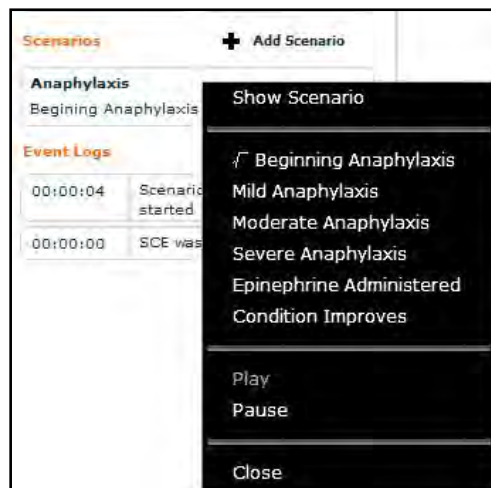 Scenarios
Add Scenario
Anaphylaxis
Begining Anaphylaxis
Event Logs
00:00:04
Scenario
started
00:00:00
SCE was
Show Scenario
√ Beginning Anaphylaxis
Mild Anaphylaxis
Moderate Anaphylaxis
Severe Anaphylaxis
Epinephrine Administered
Condition Improves
Play
Pause
Close